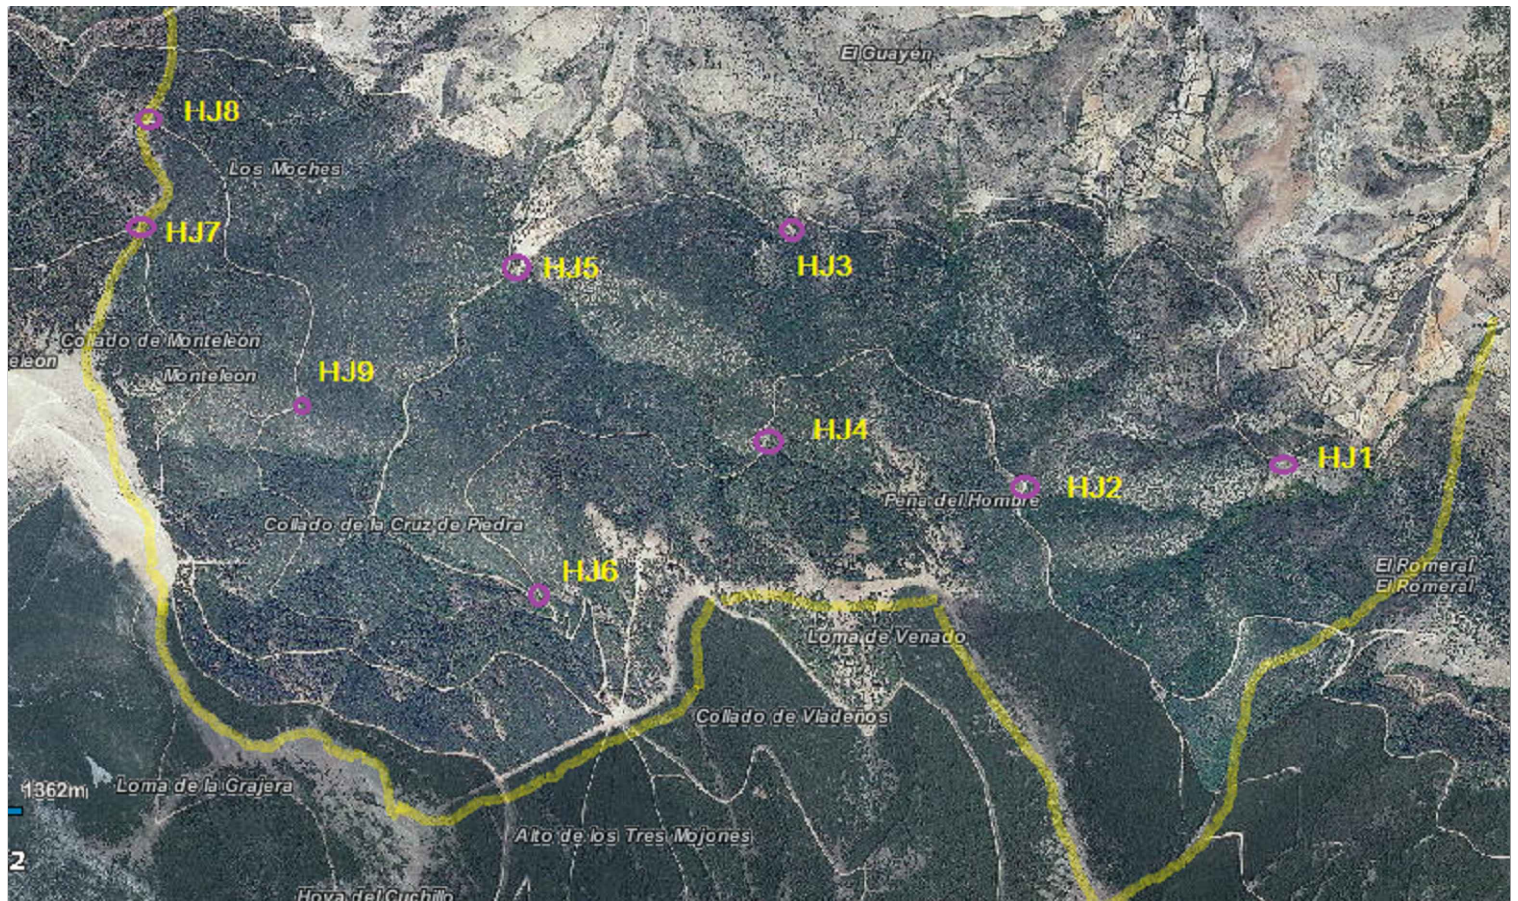 El Guayén
HJ8
Los Moches
HJ7
HJ5
HJ3
Collado de Monteleón
eleón
Monteleón
HJ9
HJ4
HJ1
HJ2
Peña del Hombre
Collado de la Cruz de Piedra
HJ6
El Romeral
El Romeral
Loma de Venado
Collado de Vladeños
1362m
Loma de la Grajera
Alto de los Tres Mojones
2
Hoya del Cuchillo